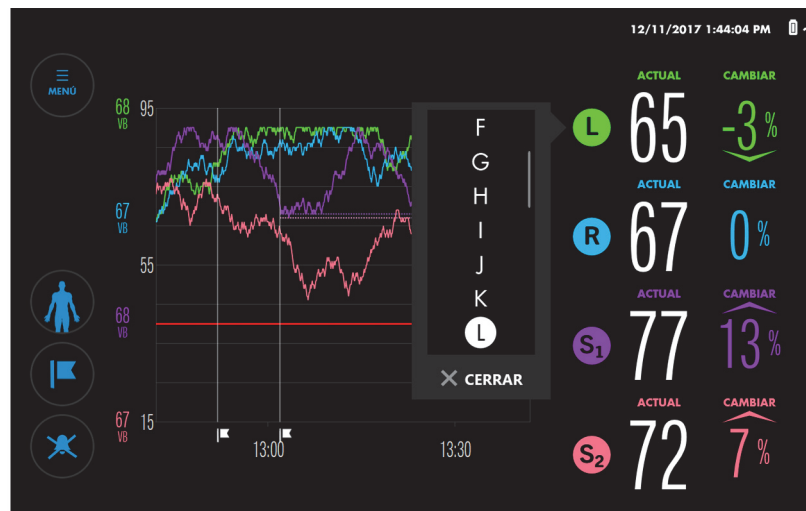 12/11/2017 1:44:04 PM
MENÚ
68
VB
95
67
VB
55
68
VB
67
VB
15
13:00
13:30
F
G
H
I
J
K
L
CERRAR
ACTUAL CAMBIAR
L 65 -3 %
ACTUAL CAMBIAR
R 67 0 %
ACTUAL CAMBIAR
S₁ 77 13 %
ACTUAL CAMBIAR
S₂ 72 7 %